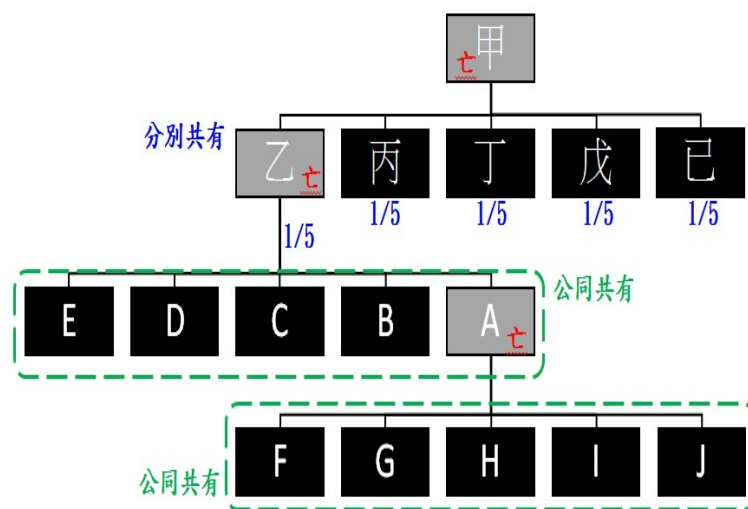 甲
亡
分別共有
乙 丙 丁 戊 已
亡
1/5 1/5 1/5 1/5
1/5
公同共有
E D C B A
亡
F G H I J
公同共有